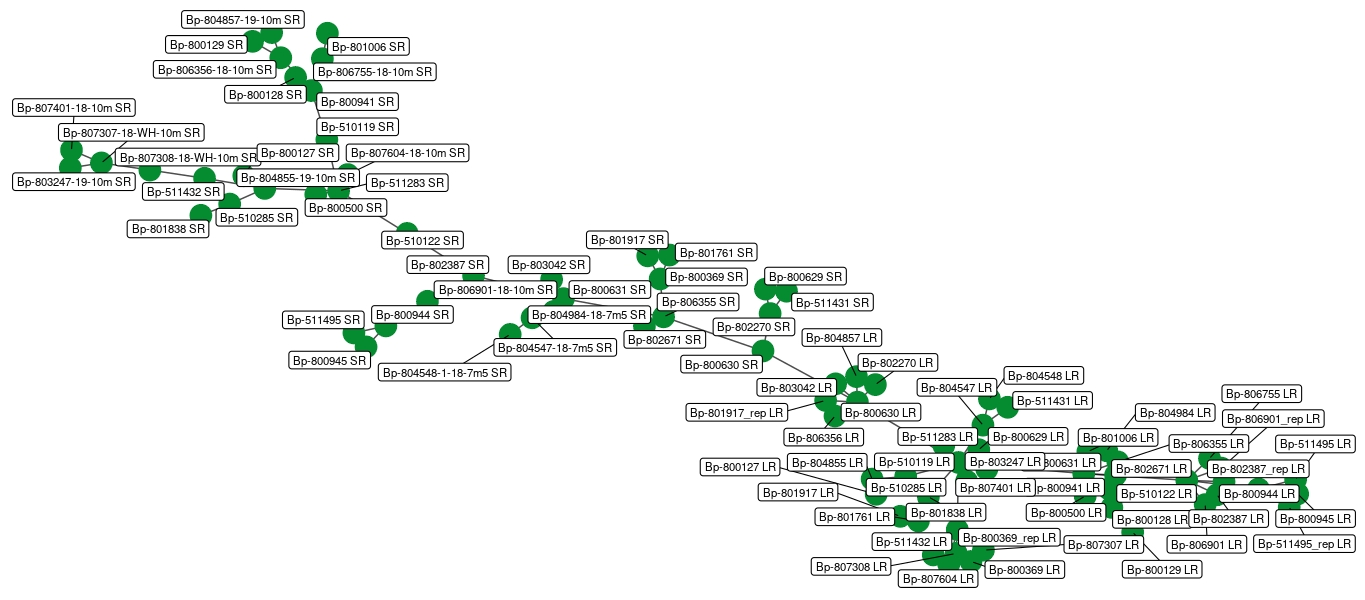 Bp-804857-19-10m SR
Bp-800129 SR
Bp-801006 SR
Bp-806356-18-10m SR
Bp-806755-18-10m SR
Bp-800128 SR
Bp-800941 SR
Bp-807401-18-10m SR
Bp-510119 SR
Bp-807307-18-WH-10m SR
Bp-807308-18-WH-10m SR
Bp-800127 SR
Bp-807604-18-10m SR
Bp-803247-19-10m SR
Bp-804855-19-10m SR
Bp-511283 SR
Bp-511432 SR
Bp-800500 SR
Bp-801838 SR
Bp-510285 SR
Bp-510122 SR
Bp-801917 SR
Bp-801761 SR
Bp-802387 SR
Bp-803042 SR
Bp-800369 SR
Bp-800629 SR
Bp-806901-18-10m SR
Bp-800631 SR
Bp-806355 SR
Bp-511431 SR
Bp-511495 SR
Bp-800944 SR
Bp-804984-18-7m5 SR
Bp-802270 SR
Bp-802671 SR
Bp-804857 LR
Bp-800945 SR
Bp-804547-18-7m5 SR
Bp-800630 SR
Bp-802270 LR
Bp-804548-1-18-7m5 SR
Bp-804548 LR
Bp-803042 LR
Bp-804547 LR
Bp-806755 LR
Bp-511431 LR
Bp-801917_rep LR
Bp-800630 LR
Bp-804984 LR
Bp-806901_rep LR
Bp-806356 LR
Bp-511283 LR
Bp-800629 LR
Bp-801006 LR
Bp-806355 LR
Bp-511495 LR
Bp-800127 LR
Bp-804855 LR
Bp-510119 LR
Bp-803247 LR
800631 LR
Bp-802671 LR
Bp-802387_rep LR
Bp-801917 LR
Bp-510285 LR
Bp-807401 LR
p-800941 LR
Bp-510122 LR
Bp-800944 LR
Bp-801761 LR
Bp-801838 LR
Bp-800500 LR
Bp-800128 LR
Bp-802387 LR
Bp-800945 LR
Bp-511432 LR
Bp-800369_rep LR
Bp-807307 LR
Bp-806901 LR
Bp-511495_rep LR
Bp-807308 LR
Bp-807604 LR
Bp-800369 LR
Bp-800129 LR